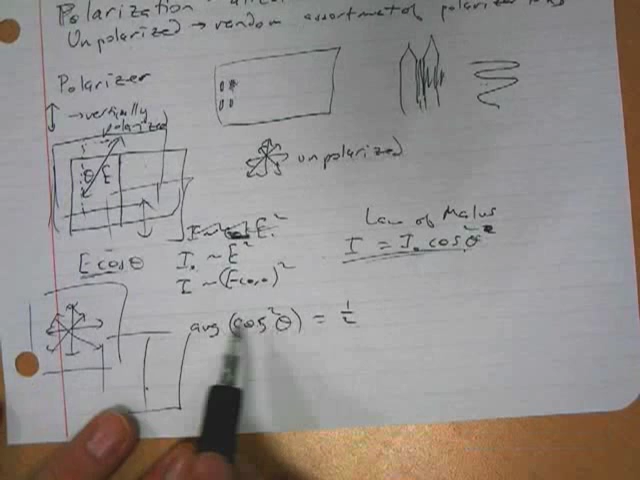 Polarization -
Unpolarized → random assortment of polarizations
Polarizer
→ vertically
polarized
θ E
unpolarized
E cos θ
I₀ ~ E²
I ~ (E cos θ)²
Law of Malus
I = I₀ cos²θ
avg (cos²θ) = 1/2